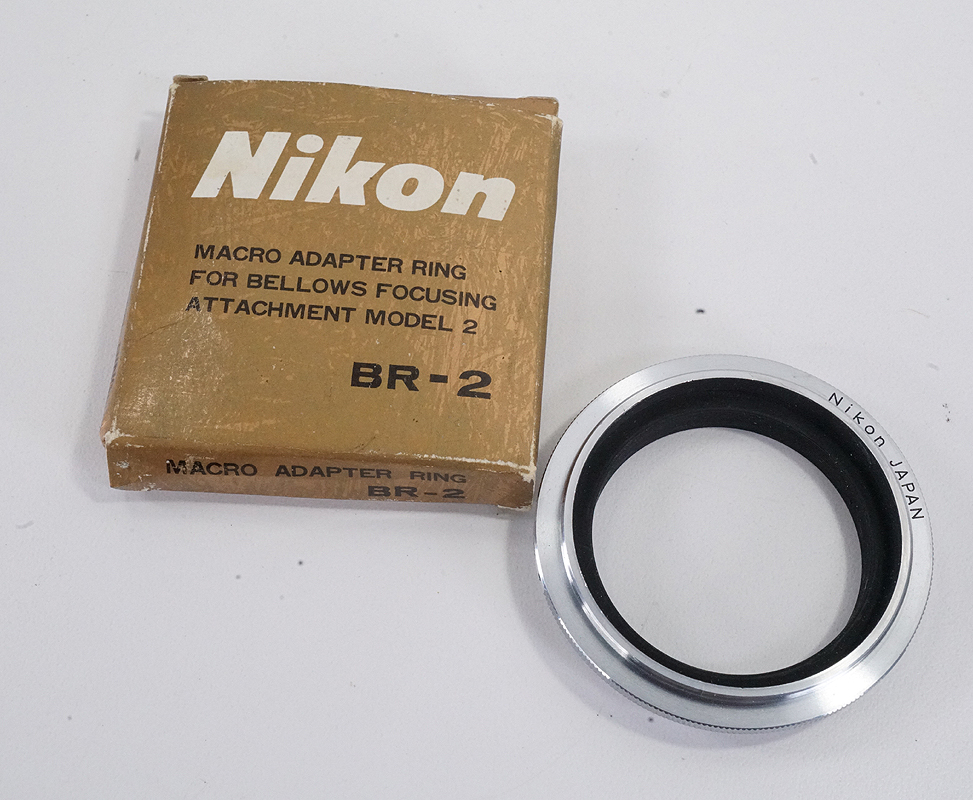 Nikon
MACRO ADAPTER RING
FOR BELLOWS FOCUSING
ATTACHMENT MODEL 2
BR-2
MACRO ADAPTER RING
BR-2
Nikon JAPAN